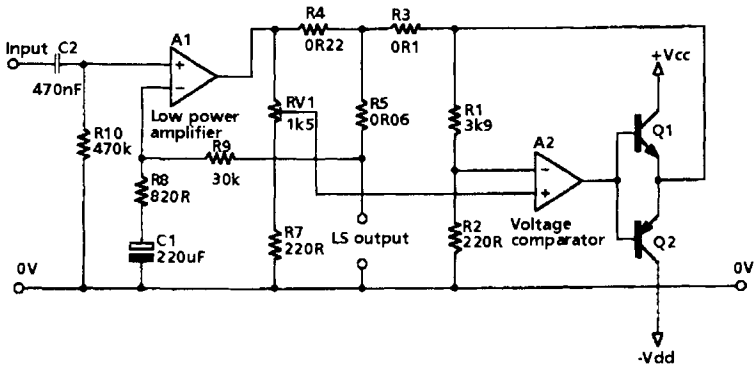 Input
C2
470nF
R10
470k
A1
+
−
Low power
amplifier
R9
30k
R8
820R
C1
220uF
0V
R4
0R22
R3
0R1
RV1
1k5
R5
0R06
R7
220R
LS output
R1
3k9
R2
220R
A2
−
+
Voltage
comparator
+Vcc
Q1
Q2
0V
-Vdd